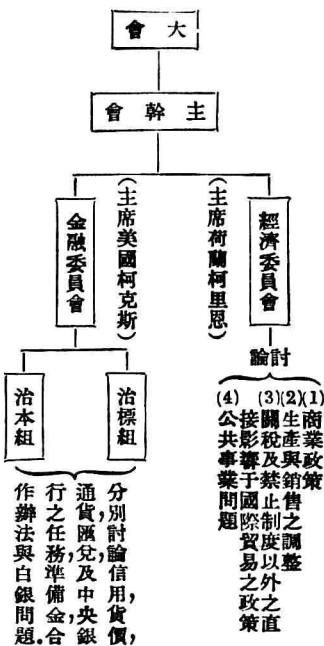 大會
主幹會
經濟委員會
（主席荷蘭柯里恩）
討論
(1)商業政策
(2)生產與銷售之調整
(3)關稅及禁止制度以外之直
接影響于國際貿易之政策
(4)公共事業問題
金融委員會
（主席美國柯克斯）
治標組
治本組
分別討論信用，貨價，
通貨匯兌及中央銀
行之任務，準備金合
作辦法與白銀問題.